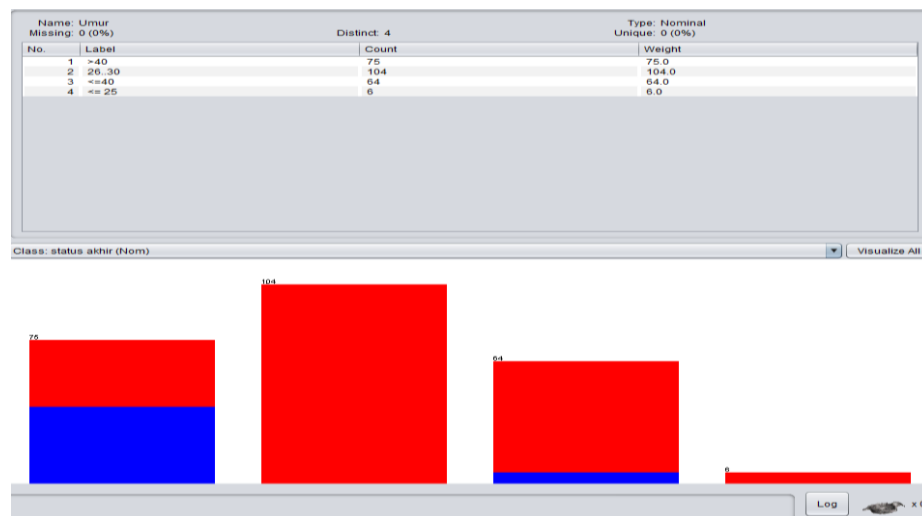 Name: Umur Type: Nominal
Missing: 0 (0%) Distinct: 4 Unique: 0 (0%)
No. Label Count Weight
1 >40 75 75.0
2 26..30 104 104.0
3 <=40 64 64.0
4 <= 25 6 6.0
Class: status akhir (Nom) Visualize All
104
75
64
6
Log x